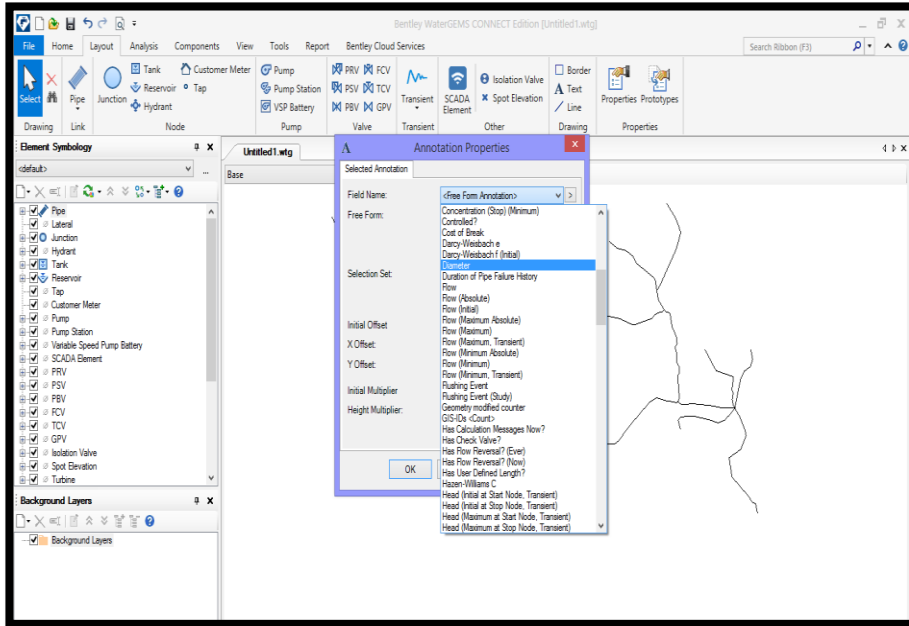 Bentley WaterGEMS CONNECT Edition [Untitled1.wtg]
File Home Layout Analysis Components View Tools Report Bentley Cloud Services Search Ribbon (F3)
Select Pipe Junction Tank Reservoir Hydrant Customer Meter Tap Pump Pump Station VSP Battery PRV FCV PSV TCV PBV GPV Transient SCADA Element Isolation Valve Spot Elevation Border Text Line Properties Prototypes
Drawing Link Node Pump Valve Transient Other Drawing Properties
Element Symbology
<default>
Pipe
Lateral
Junction
Hydrant
Tank
Reservoir
Tap
Customer Meter
Pump
Pump Station
Variable Speed Pump Battery
SCADA Element
PRV
PSV
PBV
FCV
TCV
GPV
Isolation Valve
Spot Elevation
Turbine
Background Layers
Background Layers
Untitled1.wtg
Base
A Annotation Properties x
Selected Annotation
Field Name: <Free Form Annotation> >
Free Form:
Selection Set:
Initial Offset
X Offset:
Y Offset:
Initial Multiplier
Height Multiplier:
OK
Concentration (Stop) (Minimum)
Controlled?
Cost of Break
Darcy-Weisbach e
Darcy-Weisbach f (Initial)
Diameter
Duration of Pipe Failure History
Flow
Flow (Absolute)
Flow (Initial)
Flow (Maximum Absolute)
Flow (Maximum)
Flow (Maximum, Transient)
Flow (Minimum Absolute)
Flow (Minimum)
Flow (Minimum, Transient)
Flushing Event
Flushing Event (Study)
Geometry modified counter
GIS-IDs <Count>
Has Calculation Messages Now?
Has Check Valve?
Has Flow Reversal? (Ever)
Has Flow Reversal? (Now)
Has User Defined Length?
Hazen-Williams C
Head (Initial at Start Node, Transient)
Head (Initial at Stop Node, Transient)
Head (Maximum at Start Node, Transient)
Head (Maximum at Stop Node, Transient)